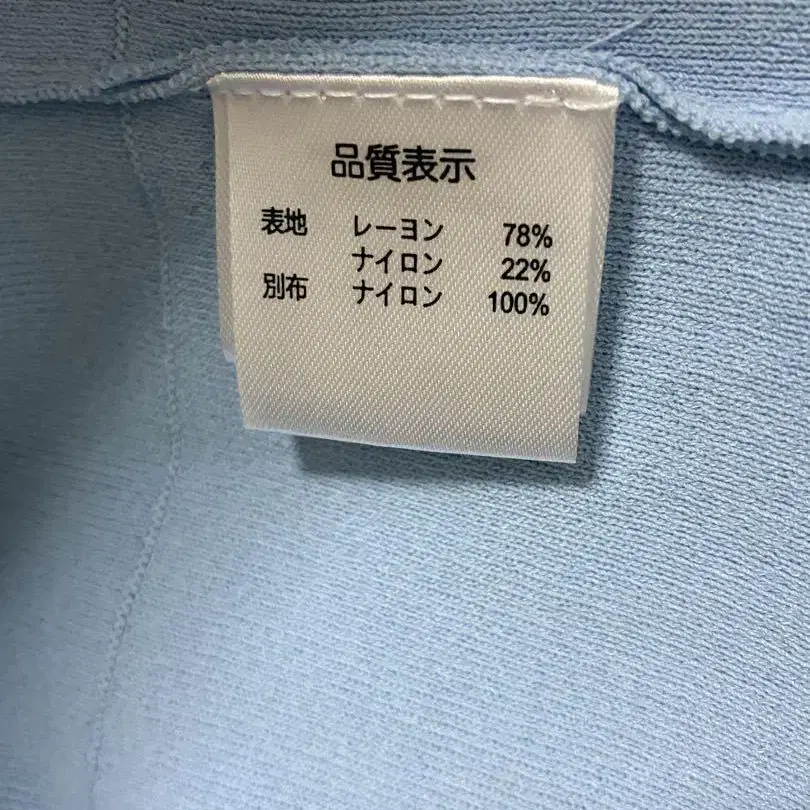 品質表示
表地 レーヨン 78%
ナイロン 22%
別布 ナイロン 100%